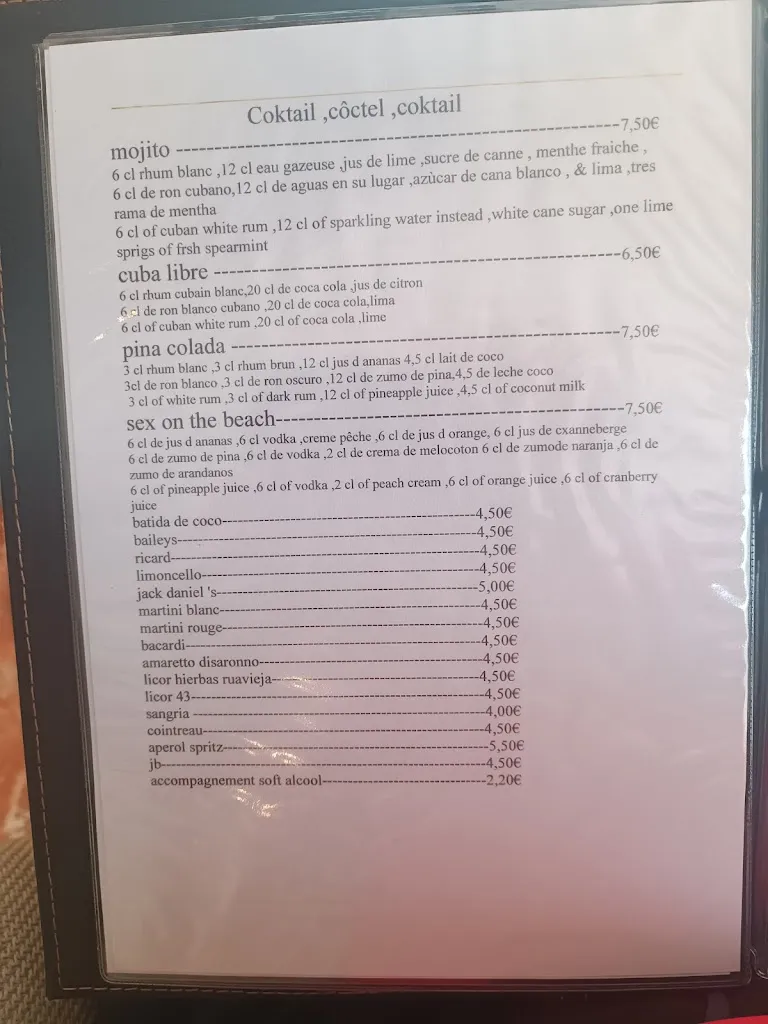 Coktail ,côctel ,coktail
mojito ----------------------------------------------------------7,50€
6 cl rhum blanc ,12 cl eau gazeuse ,jus de lime ,sucre de canne , menthe fraiche ,
6 cl de ron cubano,12 cl de aguas en su lugar ,azùcar de cana blanco , & lima ,tres
rama de mentha
6 cl of cuban white rum ,12 cl of sparkling water instead ,white cane sugar ,one lime
sprigs of frsh spearmint
cuba libre ------------------------------------------------------6,50€
6 cl rhum cubain blanc,20 cl de coca cola ,jus de citron
6 cl de ron blanco cubano ,20 cl de coca cola,lima
6 cl of cuban white rum ,20 cl of coca cola ,lime
pina colada ----------------------------------------------------7,50€
3 cl rhum blanc ,3 cl rhum brun ,12 cl jus d ananas 4,5 cl lait de coco
3cl de ron blanco ,3 cl de ron oscuro ,12 cl de zumo de pina,4,5 de leche coco
3 cl of white rum ,3 cl of dark rum ,12 cl of pineapple juice ,4,5 cl of coconut milk
sex on the beach----------------------------------------------7,50€
6 cl de jus d ananas ,6 cl vodka ,creme pêche ,6 cl de jus d orange, 6 cl jus de cxanneberge
6 cl de zumo de pina ,6 cl de vodka ,2 cl de crema de melocoton 6 cl de zumode naranja ,6 cl de
zumo de arandanos
6 cl of pineapple juice ,6 cl of vodka ,2 cl of peach cream ,6 cl of orange juice ,6 cl of cranberry
juice
batida de coco--------------------------------------4,50€
baileys---------------------------------------------4,50€
ricard----------------------------------------------4,50€
limoncello------------------------------------------4,50€
jack daniel 's--------------------------------------5,00€
martini blanc---------------------------------------4,50€
martini rouge---------------------------------------4,50€
bacardi---------------------------------------------4,50€
amaretto disaronno----------------------------------4,50€
licor hierbas ruavieja------------------------------4,50€
licor 43--------------------------------------------4,50€
sangria --------------------------------------------4,00€
cointreau-------------------------------------------4,50€
aperol spritz---------------------------------------5,50€
jb--------------------------------------------------4,50€
accompagnement soft alcool--------------------------2,20€